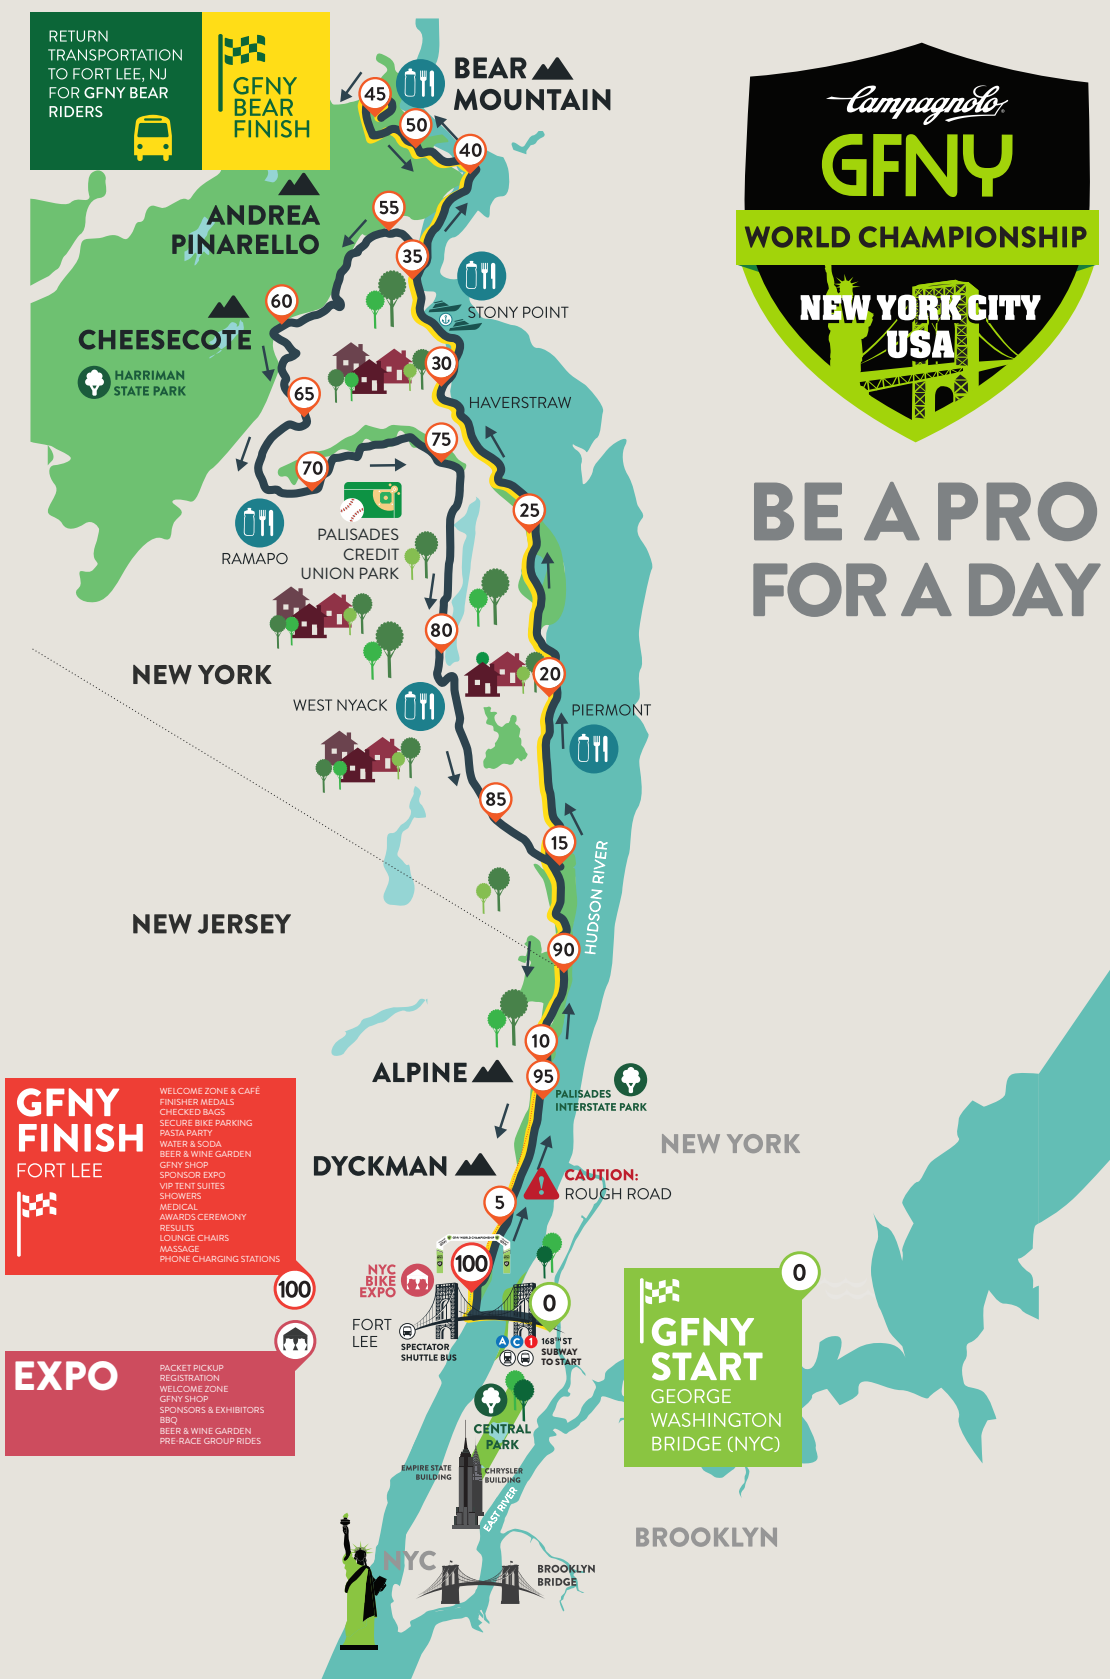 RETURN
TRANSPORTATION
TO FORT LEE, NJ
FOR GFNY BEAR
RIDERS
GFNY
BEAR
FINISH
BEAR
MOUNTAIN
45
50
40
Campagnolo
GFNY
WORLD CHAMPIONSHIP
NEW YORK CITY
USA
BE A PRO
FOR A DAY
ANDREA
PINARELLO
55
35
STONY POINT
60
CHEESECOTE
HARRIMAN
STATE PARK
30
HAVERSTRAW
65
75
70
25
RAMAPO
PALISADES
CREDIT
UNION PARK
80
NEW YORK
20
WEST NYACK
PIERMONT
85
15
HUDSON RIVER
NEW JERSEY
90
10
ALPINE
95
PALISADES
INTERSTATE PARK
NEW YORK
DYCKMAN
CAUTION:
ROUGH ROAD
5
GFNY
FINISH
FORT LEE
WELCOME ZONE & CAFÉ
FINISHER MEDALS
CHECKED BAGS
SECURE BIKE PARKING
PASTA PARTY
WATER & SODA
BEER & WINE GARDEN
GFNY SHOP
SPONSOR EXPO
VIP TENT SUITES
SHOWERS
MEDICAL
AWARDS CEREMONY
RESULTS
LOUNGE CHAIRS
MASSAGE
PHONE CHARGING STATIONS
100
GFNY WORLD CHAMPIONSHIP
100
NYC
BIKE
EXPO
0
FORT
LEE
SPECTATOR
SHUTTLE BUS
A C 1
168TH ST
SUBWAY
TO START
0
GFNY
START
GEORGE
WASHINGTON
BRIDGE (NYC)
EXPO
PACKET PICKUP
REGISTRATION
WELCOME ZONE
GFNY SHOP
SPONSORS & EXHIBITORS
BBQ
BEER & WINE GARDEN
PRE-RACE GROUP RIDES
CENTRAL
PARK
EMPIRE STATE
BUILDING
CHRYSLER
BUILDING
EAST RIVER
BROOKLYN
NYC
BROOKLYN
BRIDGE